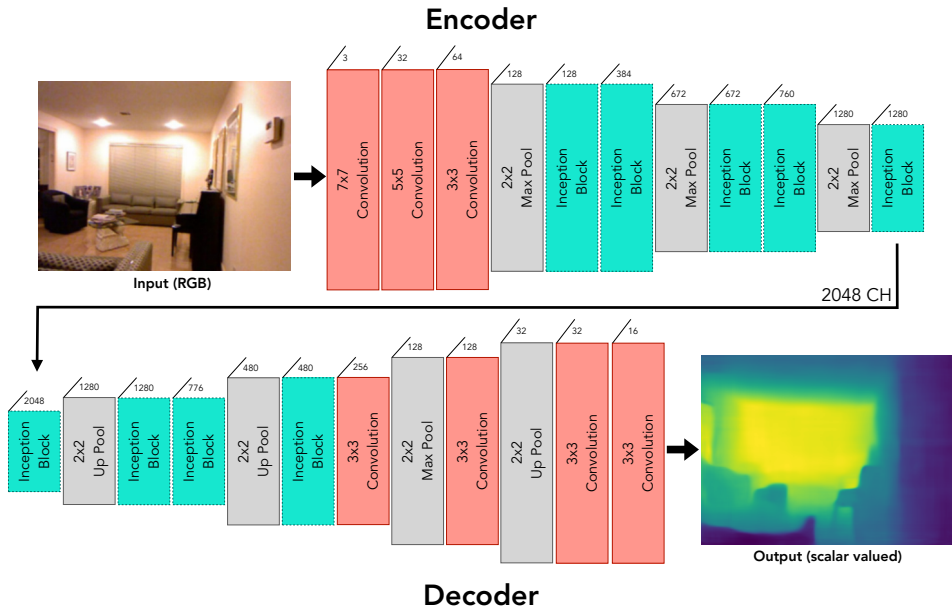 Encoder
3
32
64
128
128
384
672
672
760
1280
1280
7x7
Convolution
5x5
Convolution
3x3
Convolution
2x2
Max Pool
Inception
Block
Inception
Block
2x2
Max Pool
Inception
Block
Inception
Block
2x2
Max Pool
Inception
Block
Input (RGB)
2048 CH
2048
1280
1280
776
480
480
256
128
128
32
32
16
Inception
Block
2x2
Up Pool
Inception
Block
Inception
Block
2x2
Up Pool
Inception
Block
3x3
Convolution
2x2
Max Pool
3x3
Convolution
2x2
Up Pool
3x3
Convolution
3x3
Convolution
Output (scalar valued)
Decoder